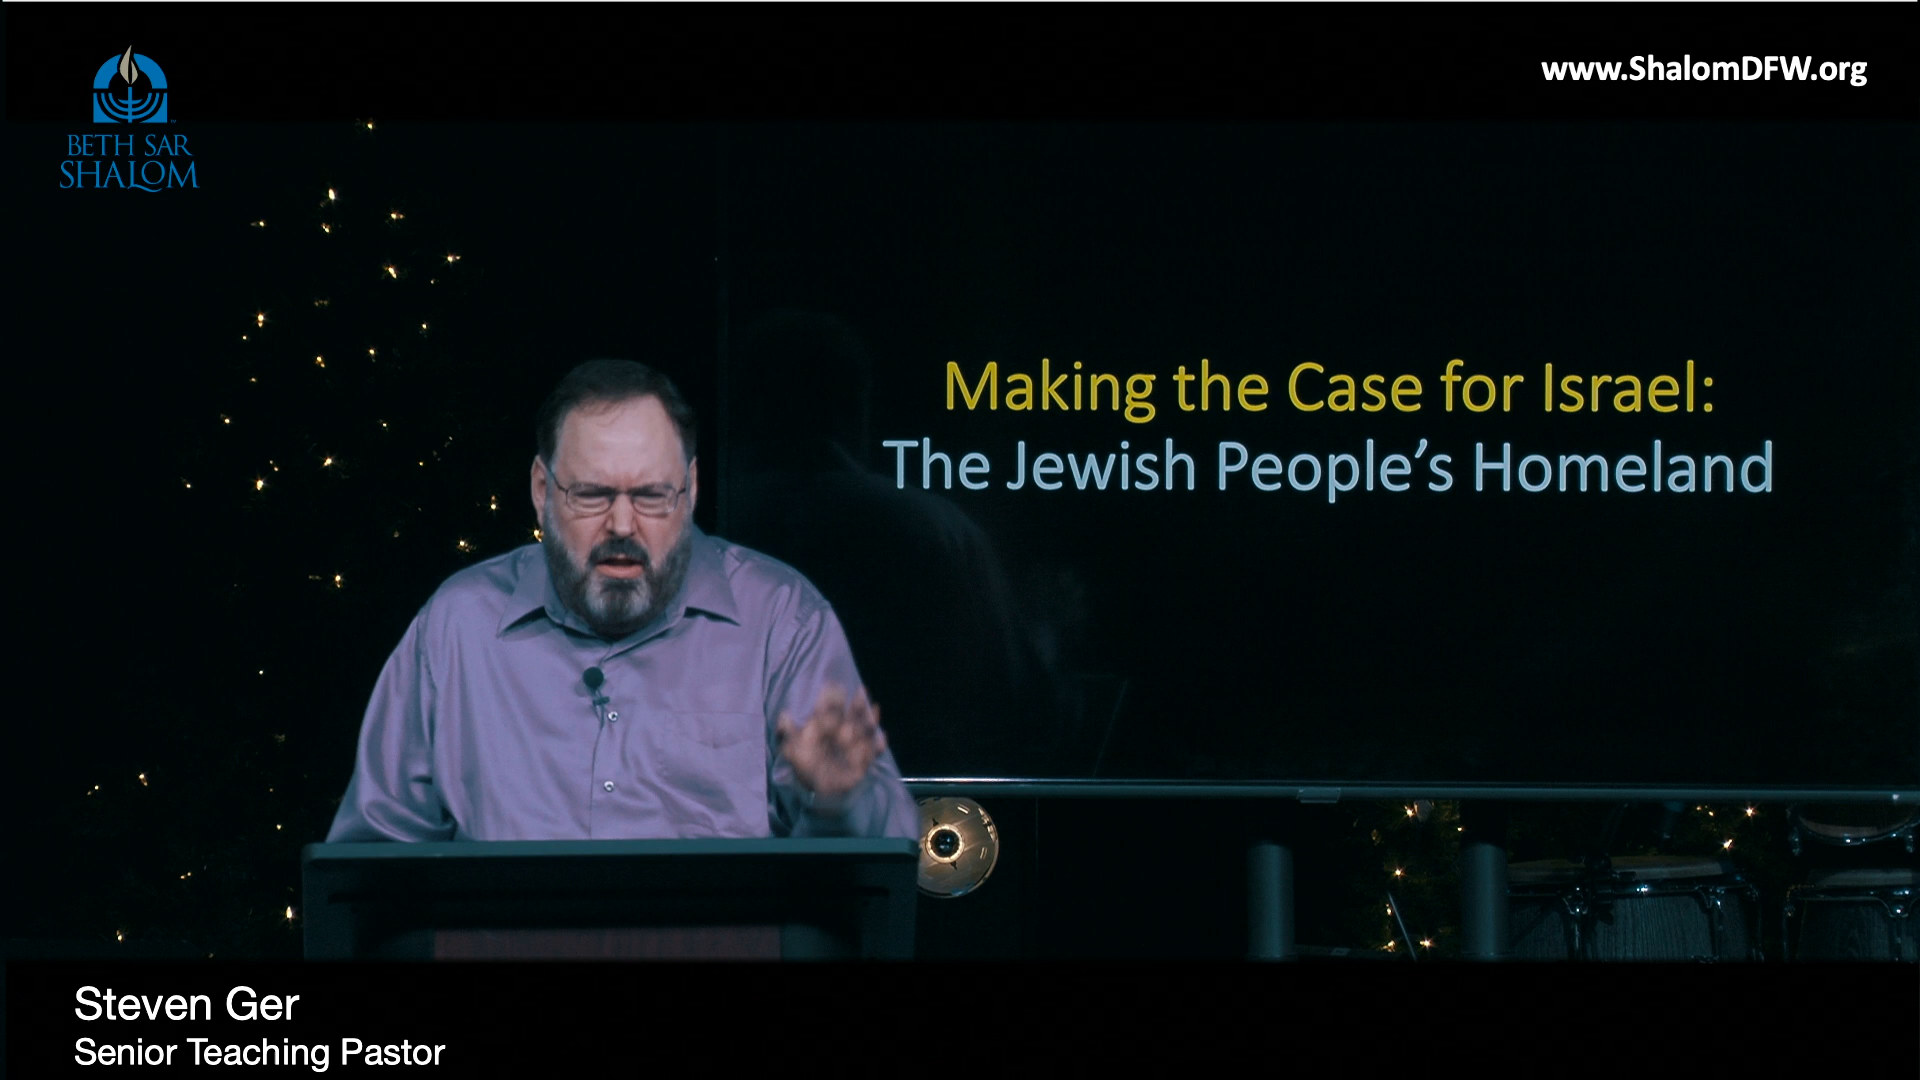 BETH SAR
SHALOM
www.ShalomDFW.org
Making the Case for Israel:
The Jewish People's Homeland
Steven Ger
Senior Teaching Pastor